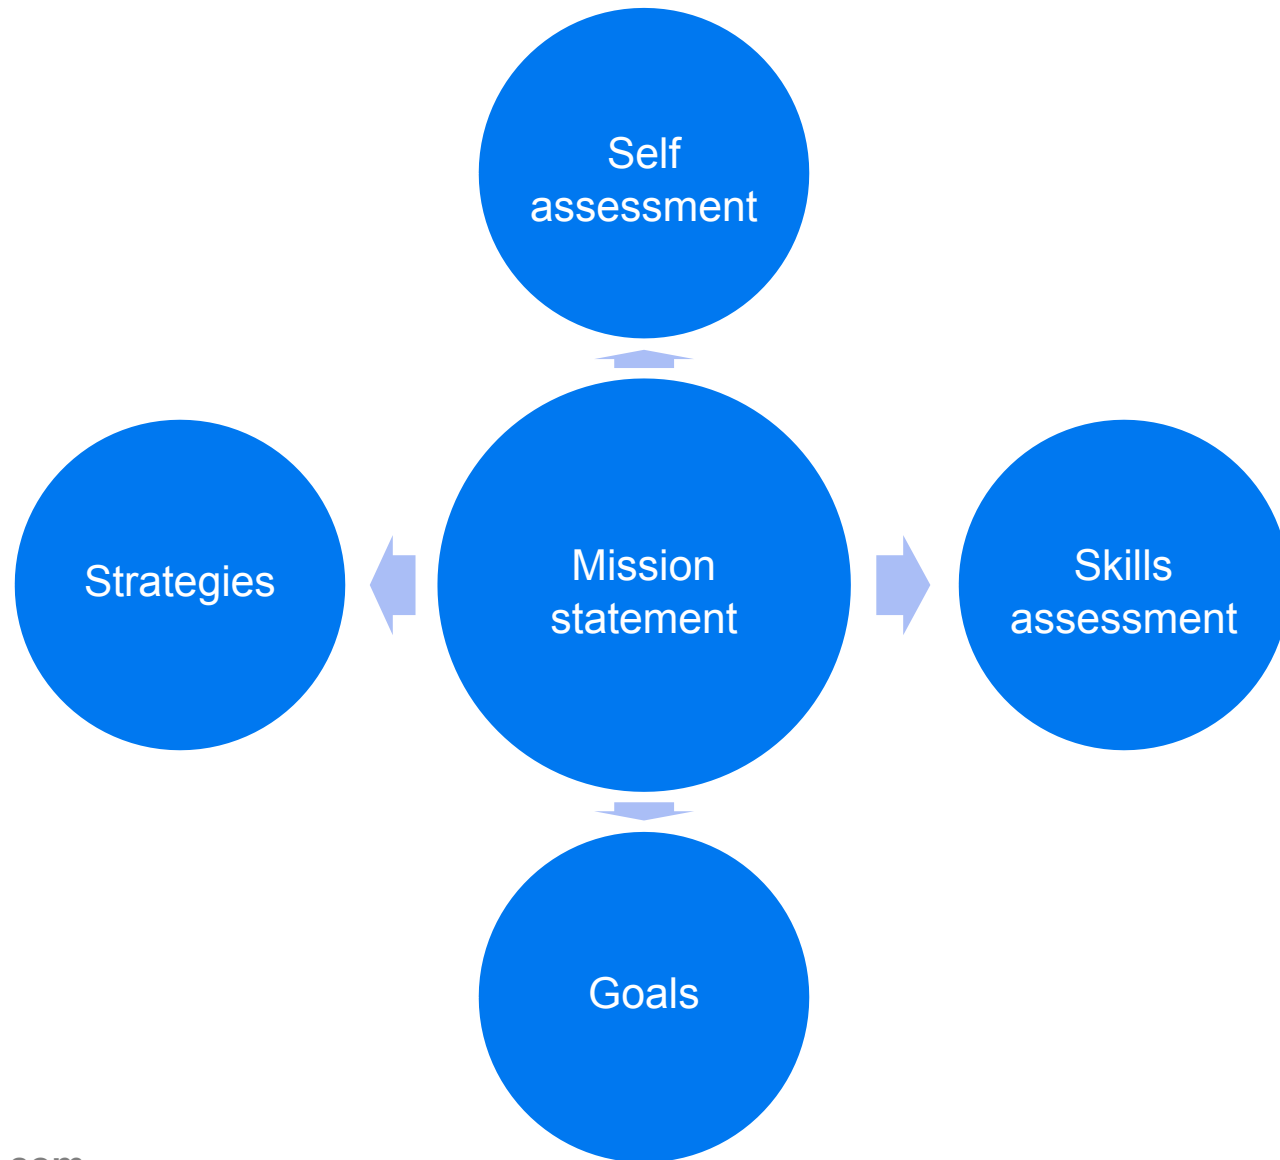 Self
assessment
Strategies
Mission
statement
Skills
assessment
Goals